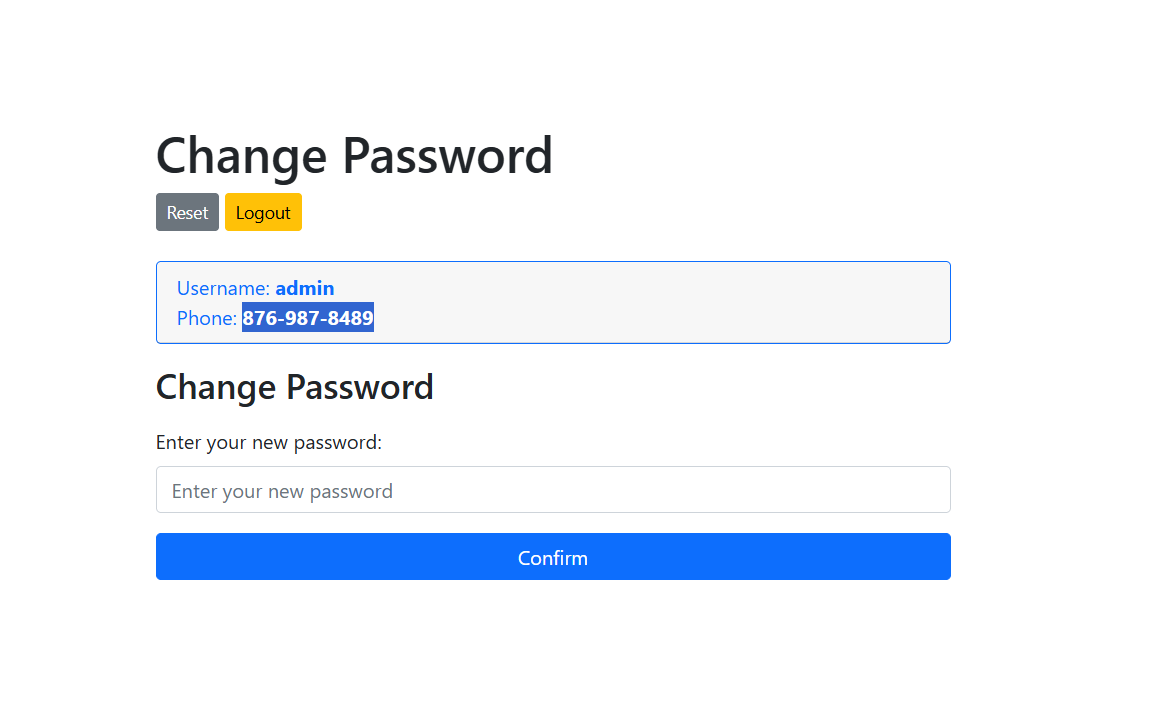 Change Password
Reset Logout
Username: admin
Phone: 876-987-8489
Change Password
Enter your new password:
Enter your new password
Confirm